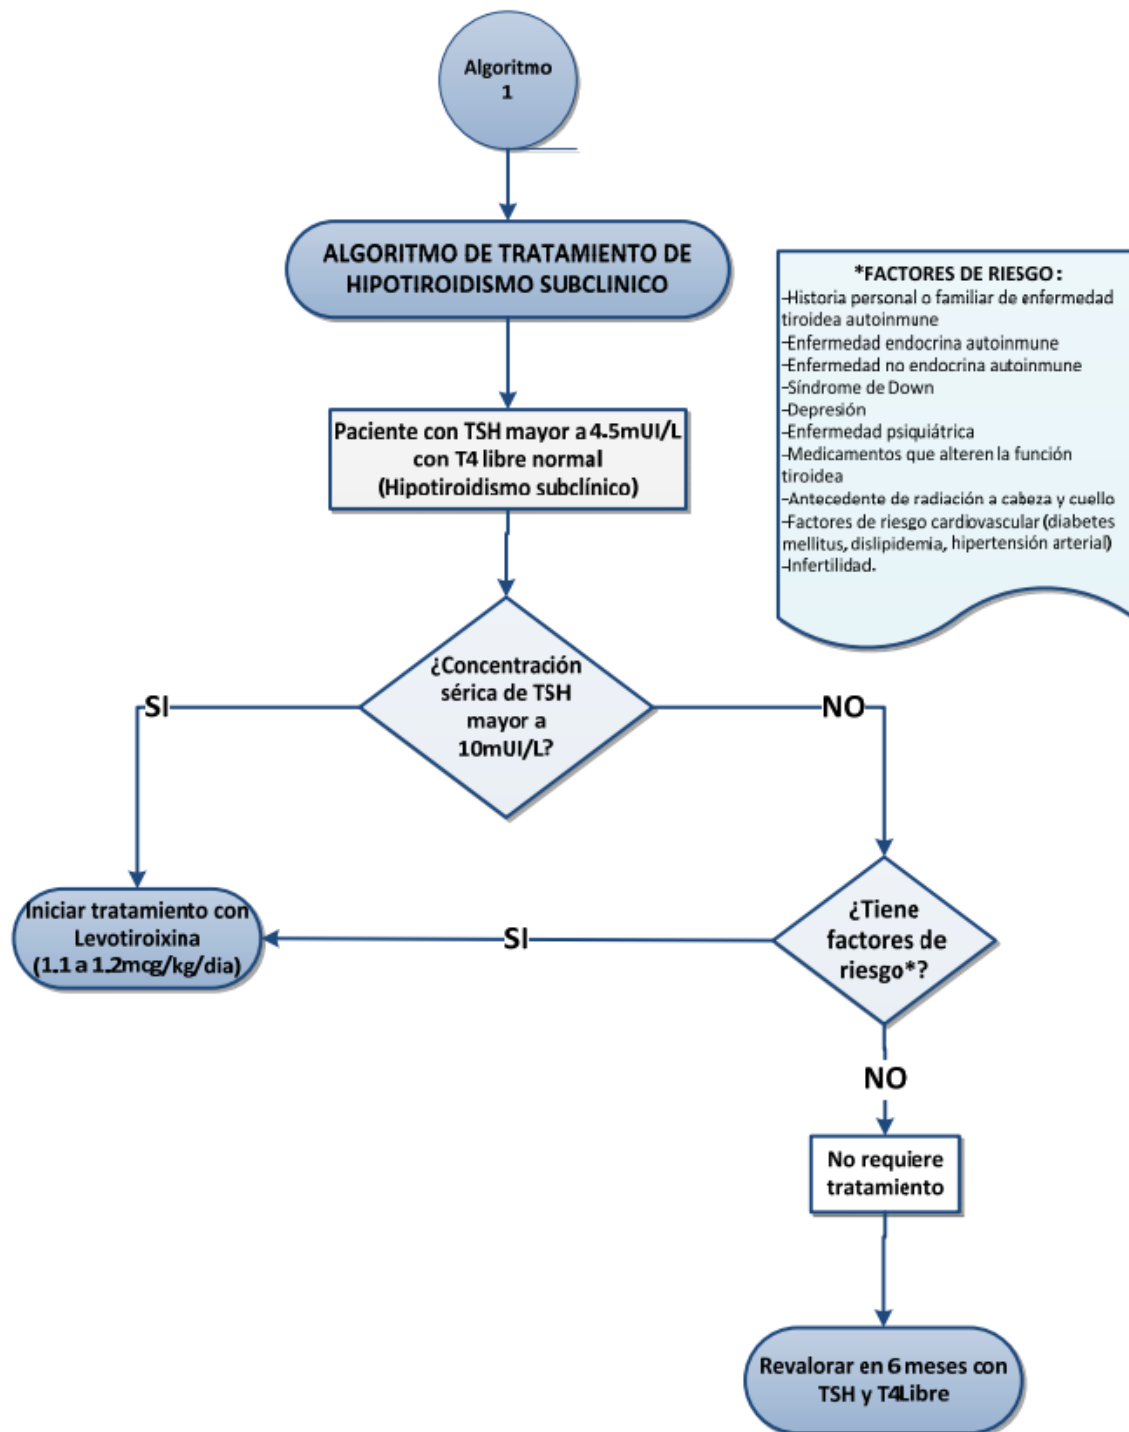 Algoritmo
1
ALGORITMO DE TRATAMIENTO DE
HIPOTIROIDISMO SUBCLINICO
*FACTORES DE RIESGO:
-Historia personal o familiar de enfermedad
tiroidea autoinmune
-Enfermedad endocrina autoinmune
-Enfermedad no endocrina autoinmune
-Síndrome de Down
-Depresión
-Enfermedad psiquiátrica
-Medicamentos que alteren la función
tiroidea
-Antecedente de radiación a cabeza y cuello
-Factores de riesgo cardiovascular (diabetes
mellitus, dislipidemia, hipertensión arterial)
-Infertilidad.
Paciente con TSH mayor a 4.5mUI/L
con T4 libre normal
(Hipotiroidismo subclínico)
¿Concentración
sérica de TSH
mayor a
10mUI/L?
SI
NO
Iniciar tratamiento con
Levotiroixina
(1.1 a 1.2mcg/kg/dia)
SI
¿Tiene
factores de
riesgo*?
NO
No requiere
tratamiento
Revalorar en 6 meses con
TSH y T4Libre